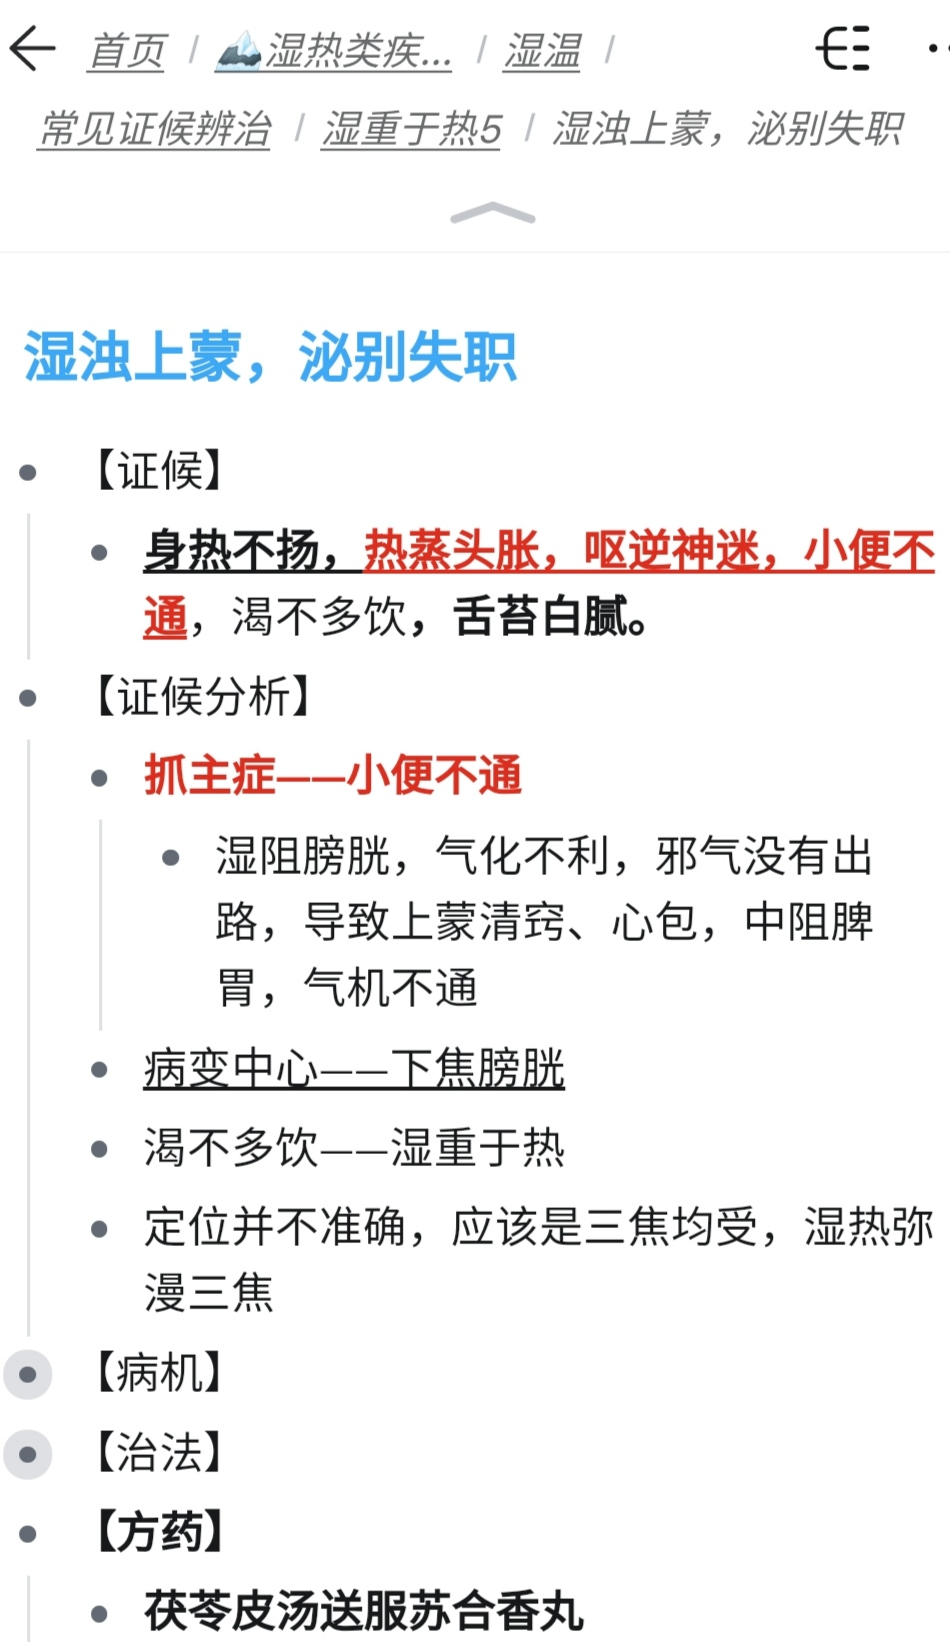 首页 / 湿热类疾... / 湿温 /
常见证候辨治 / 湿重于热5 / 湿浊上蒙，泌别失职
湿浊上蒙，泌别失职
【证候】
身热不扬，热蒸头胀，呕逆神迷，小便不
通，渴不多饮，舌苔白腻。
【证候分析】
抓主症——小便不通
湿阻膀胱，气化不利，邪气没有出
路，导致上蒙清窍、心包，中阻脾
胃，气机不通
病变中心——下焦膀胱
渴不多饮——湿重于热
定位并不准确，应该是三焦均受，湿热弥
漫三焦
【病机】
【治法】
【方药】
茯苓皮汤送服苏合香丸